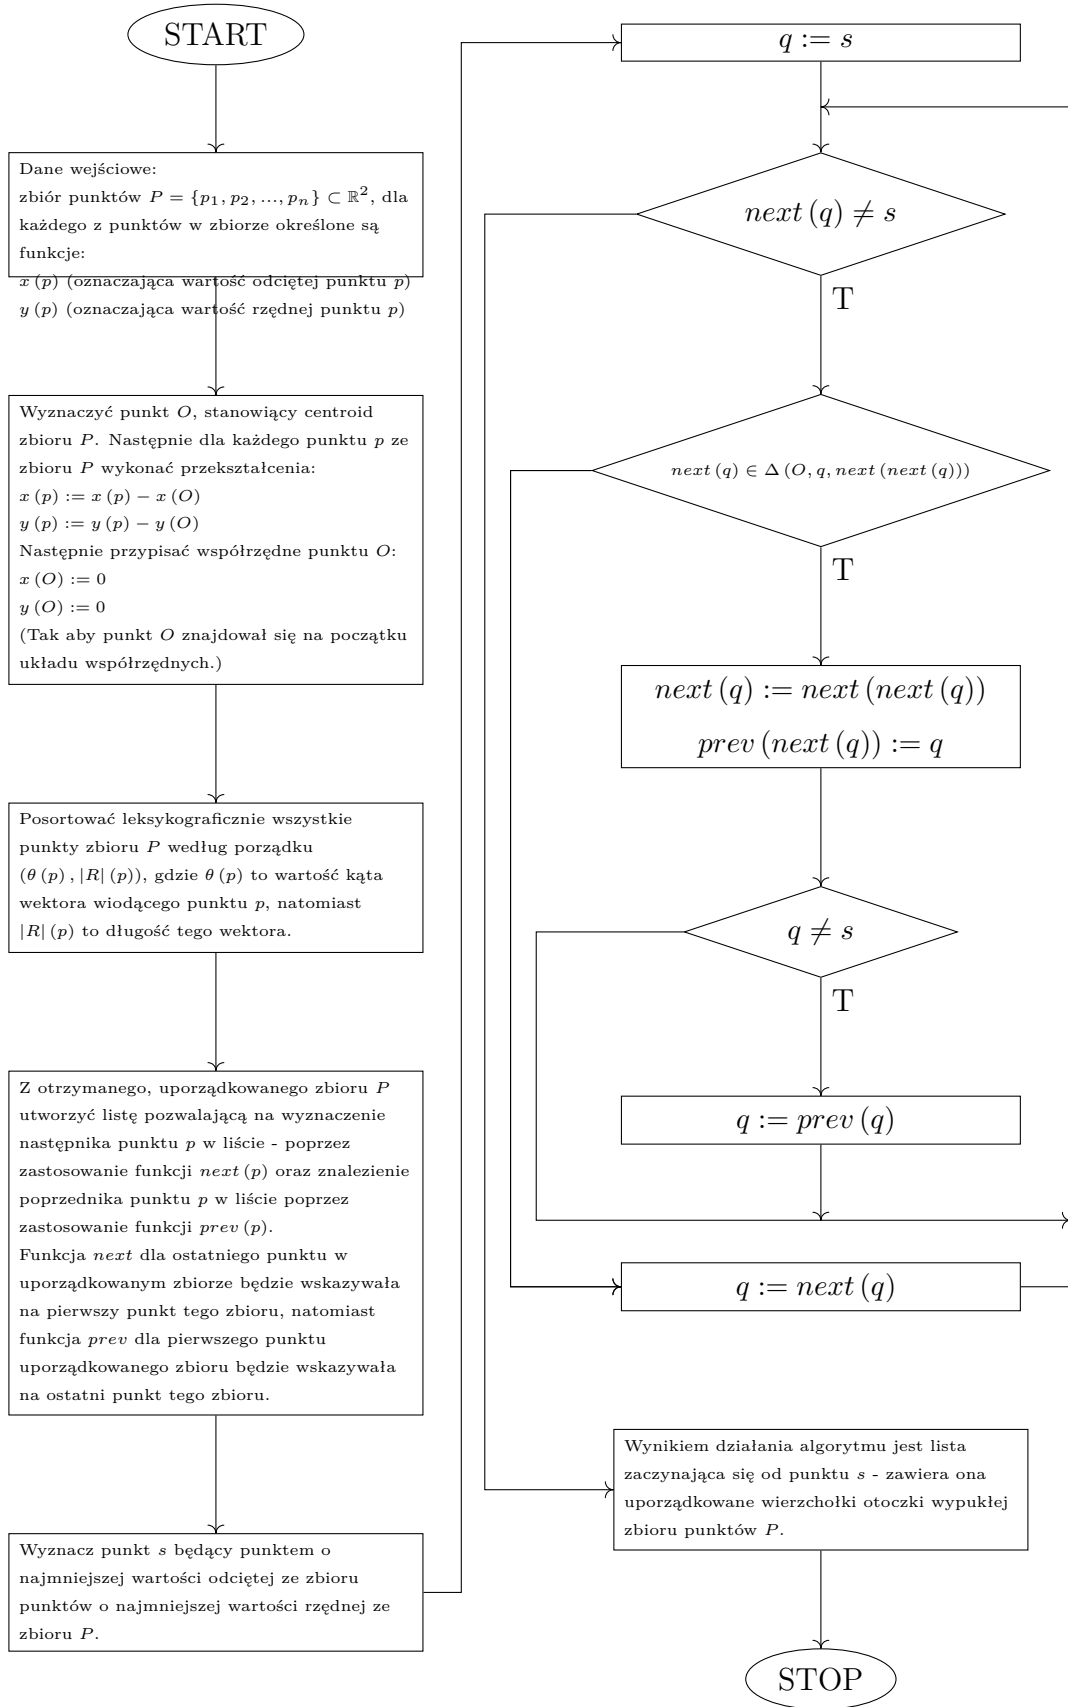 START
Dane wejściowe:
zbiór punktów P = {p₁, p₂, ..., pₙ} ⊂ ℝ², dla
każdego z punktów w zbiorze określone są
funkcje:
x (p) (oznaczająca wartość odciętej punktu p)
y (p) (oznaczająca wartość rzędnej punktu p)
Wyznaczyć punkt O, stanowiący centroid
zbioru P. Następnie dla każdego punktu p ze
zbioru P wykonać przekształcenia:
x (p) := x (p) − x (O)
y (p) := y (p) − y (O)
Następnie przypisać współrzędne punktu O:
x (O) := 0
y (O) := 0
(Tak aby punkt O znajdował się na początku
układu współrzędnych.)
Posortować leksykograficznie wszystkie
punkty zbioru P według porządku
(θ (p) , |R| (p)), gdzie θ (p) to wartość kąta
wektora wiodącego punktu p, natomiast
|R| (p) to długość tego wektora.
Z otrzymanego, uporządkowanego zbioru P
utworzyć listę pozwalającą na wyznaczenie
następnika punktu p w liście - poprzez
zastosowanie funkcji next (p) oraz znalezienie
poprzednika punktu p w liście poprzez
zastosowanie funkcji prev (p).
Funkcja next dla ostatniego punktu w
uporządkowanym zbiorze będzie wskazywała
na pierwszy punkt tego zbioru, natomiast
funkcja prev dla pierwszego punktu
uporządkowanego zbioru będzie wskazywała
na ostatni punkt tego zbioru.
Wyznacz punkt s będący punktem o
najmniejszej wartości odciętej ze zbioru
punktów o najmniejszej wartości rzędnej ze
zbioru P.
q := s
next (q) ≠ s
T
next (q) ∈ Δ (O, q, next (next (q)))
T
next (q) := next (next (q))
prev (next (q)) := q
q ≠ s
T
q := prev (q)
q := next (q)
Wynikiem działania algorytmu jest lista
zaczynająca się od punktu s - zawiera ona
uporządkowane wierzchołki otoczki wypukłej
zbioru punktów P.
STOP